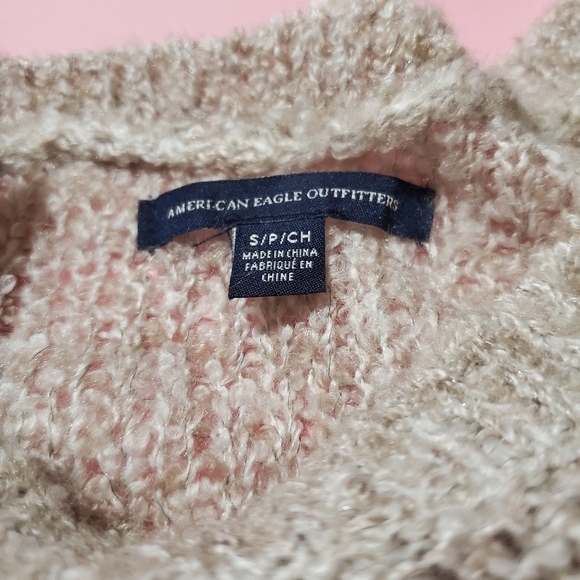 AMERICAN EAGLE OUTFITTERS
S/P/CH
MADE IN CHINA
FABRIQUÉ EN
CHINE